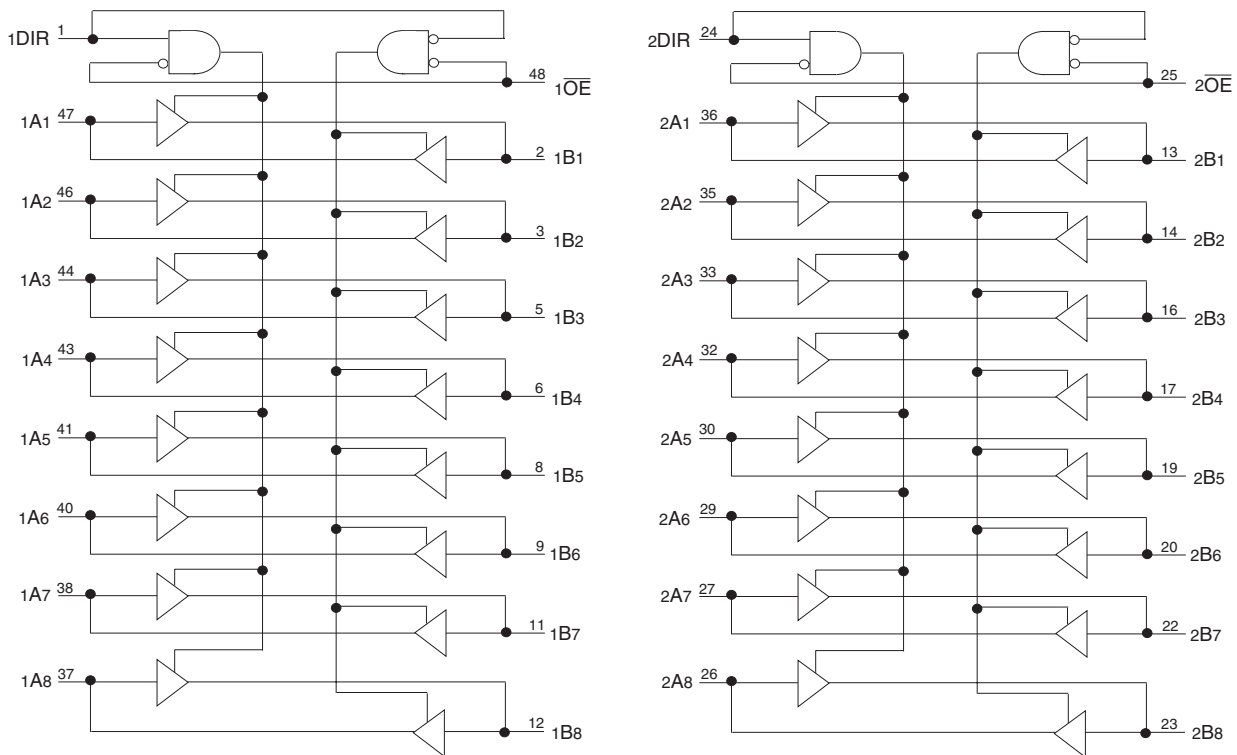 1DIR 1
48 1OE
1A1 47
2 1B1
1A2 46
3 1B2
1A3 44
5 1B3
1A4 43
6 1B4
1A5 41
8 1B5
1A6 40
9 1B6
1A7 38
11 1B7
1A8 37
12 1B8
2DIR 24
25 2OE
2A1 36
13 2B1
2A2 35
14 2B2
2A3 33
16 2B3
2A4 32
17 2B4
2A5 30
19 2B5
2A6 29
20 2B6
2A7 27
22 2B7
2A8 26
23 2B8